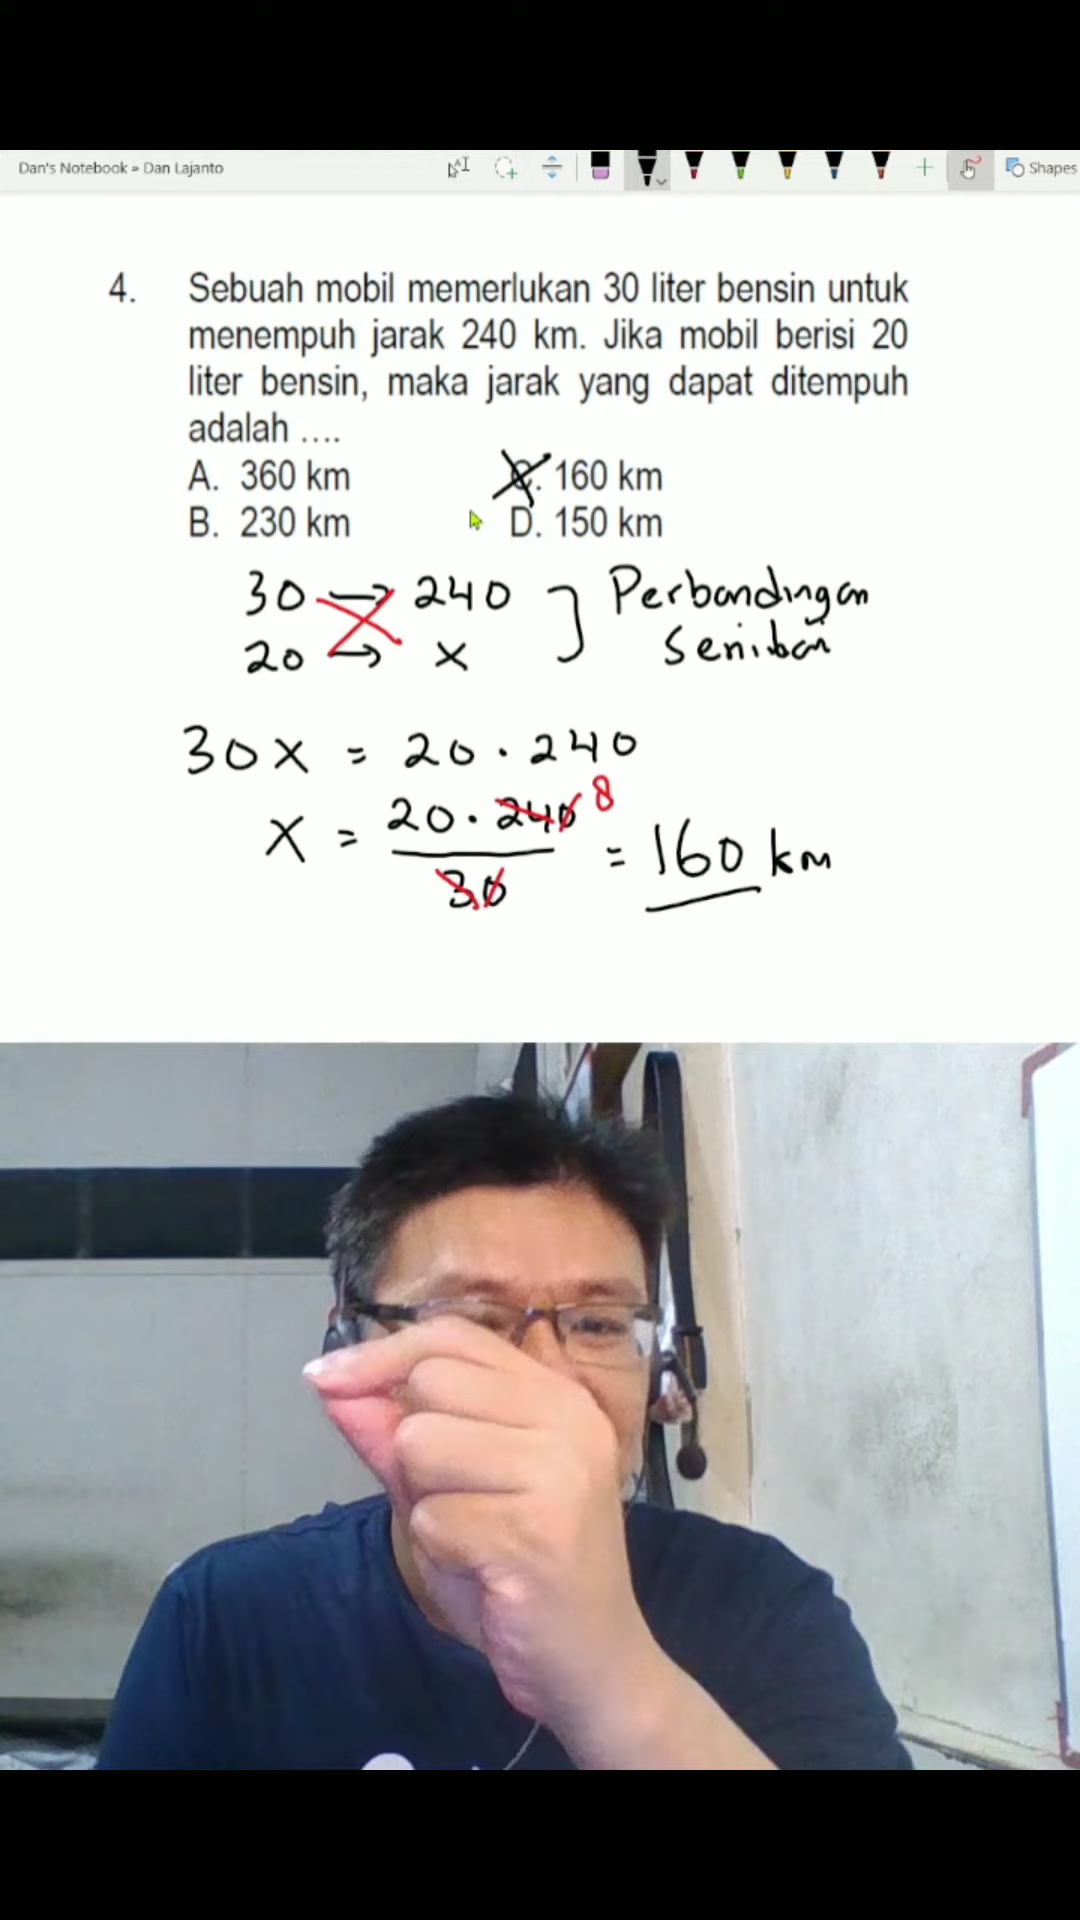 Dan's Notebook » Dan Lajanto
Shapes
4. Sebuah mobil memerlukan 30 liter bensin untuk
menempuh jarak 240 km. Jika mobil berisi 20
liter bensin, maka jarak yang dapat ditempuh
adalah ....
A. 360 km C. 160 km
B. 230 km D. 150 km
30 → 240 ] Perbandingan
20 → x senibai
30x = 20 · 240
x = 20 · 240 8
30
= 160 km